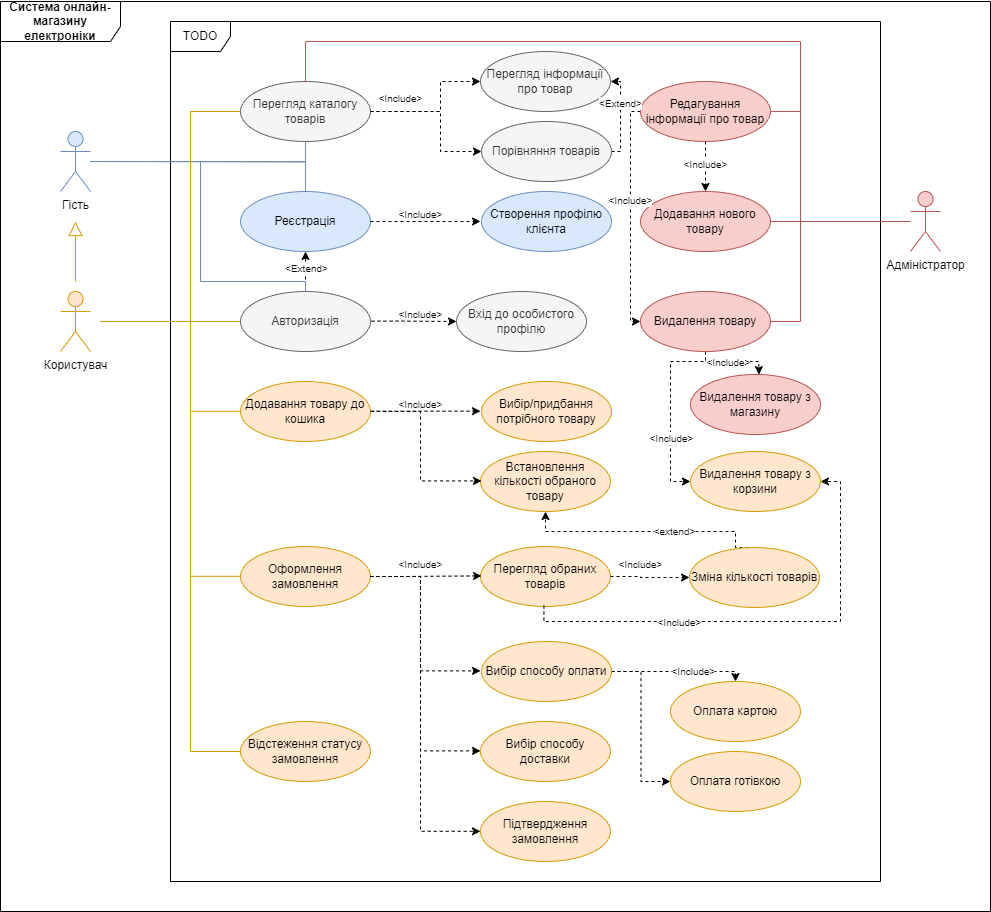 Система онлайн-
магазину
електроніки
TODO
Перегляд каталогу
товарів
<Include>
Перегляд інформації
про товар
<Extend>
Порівняння товарів
Редагування
інформації про товар
<Include>
<Include>
Гість
Реєстрація
<Include>
Створення профілю
клієнта
Додавання нового
товару
Адміністратор
<Extend>
Користувач
Авторизація
<Include>
Вхід до особистого
профілю
Видалення товару
<Include>
Видалення товару з
магазину
<Include>
Додавання товару до
кошика
<Include>
Вибір/придбання
потрібного товару
Встановлення
кількості обраного
товару
Видалення товару з
корзини
<extend>
Оформлення
замовлення
<Include>
Перегляд обраних
товарів
<Include>
Зміна кількості товарів
<Include>
Вибір способу оплати
<Include>
Оплата картою
Відстеження статусу
замовлення
Вибір способу
доставки
Оплата готівкою
Підтвердження
замовлення